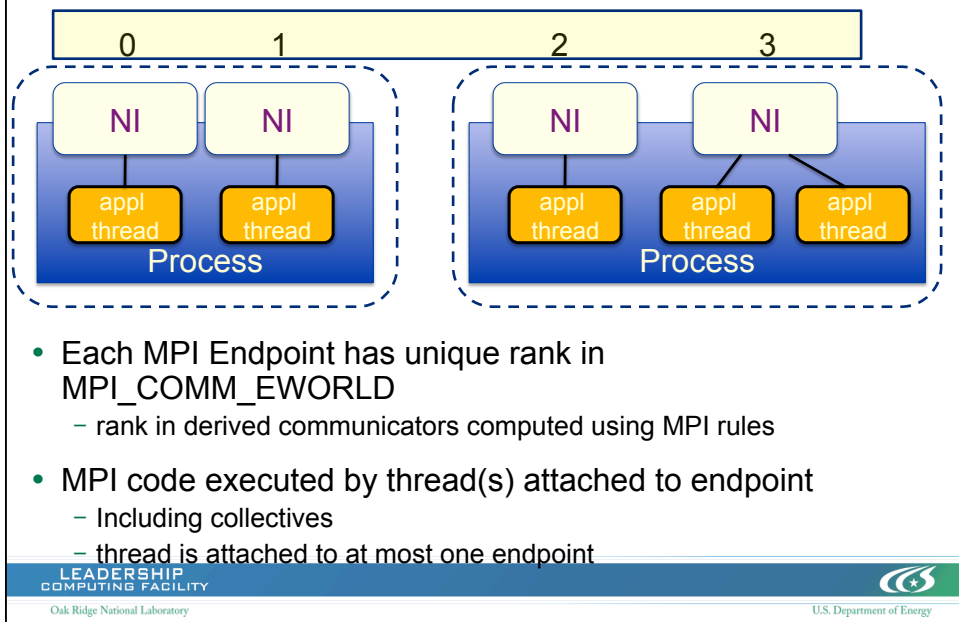 0 1 2 3
NI NI NI NI
appl thread appl thread appl thread appl thread appl thread
Process Process
• Each MPI Endpoint has unique rank in
MPI_COMM_EWORLD
– rank in derived communicators computed using MPI rules
• MPI code executed by thread(s) attached to endpoint
– Including collectives
– thread is attached to at most one endpoint
LEADERSHIP
COMPUTING FACILITY
Oak Ridge National Laboratory
U.S. Department of Energy